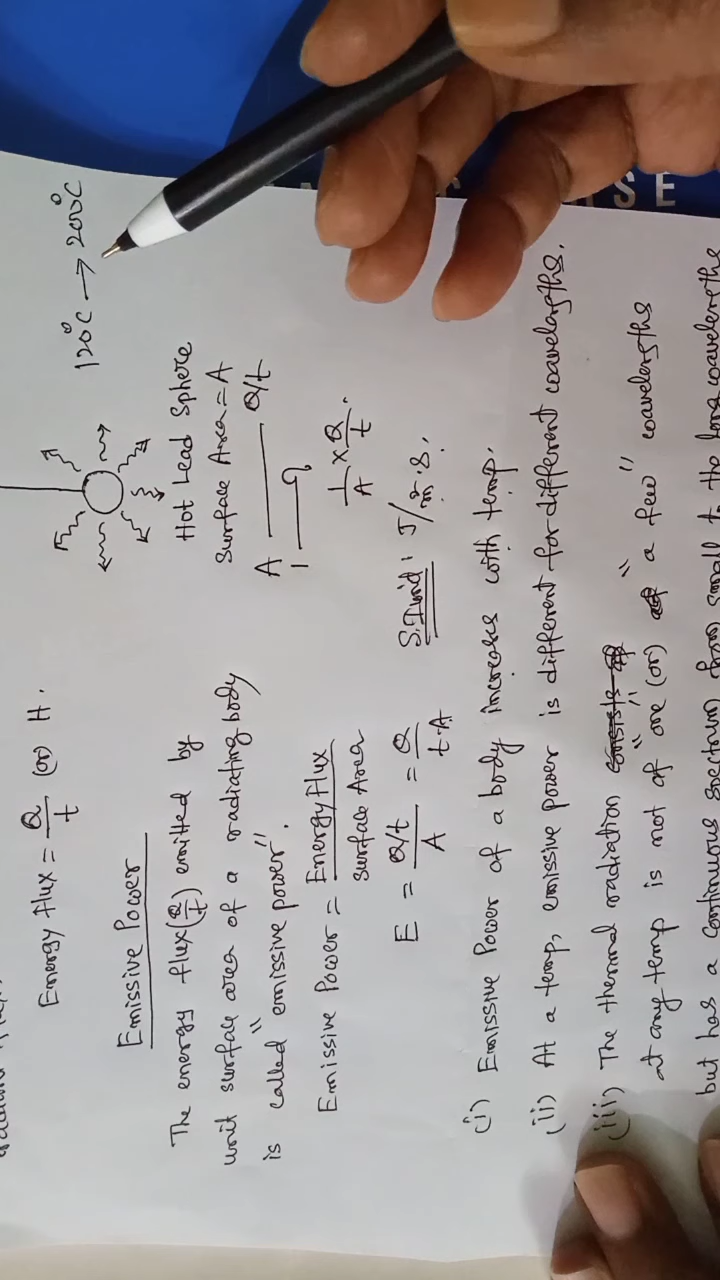 Energy flux = Q/t (or) H.
Emissive Power
The energy flux (Q/t) emitted by
unit surface area of a radiating body
is called "emissive power".
Emissive Power = Energy flux / Surface Area
E = Q/t / A = Q / t.A
S.I unit: J/m².s.
120°C → 200°C
Hot Lead Sphere
Surface Area = A
A — Q/t
1 — ?
1/A × Q/t.
(i) Emissive Power of a body increases with temp.
(ii) At a temp, emissive power is different for different wavelengths.
(iii) The thermal radiation
at any temp is not of "one" (or) "a few" wavelengths
but has a continuous spectrum from small to the long wavelengths
S E